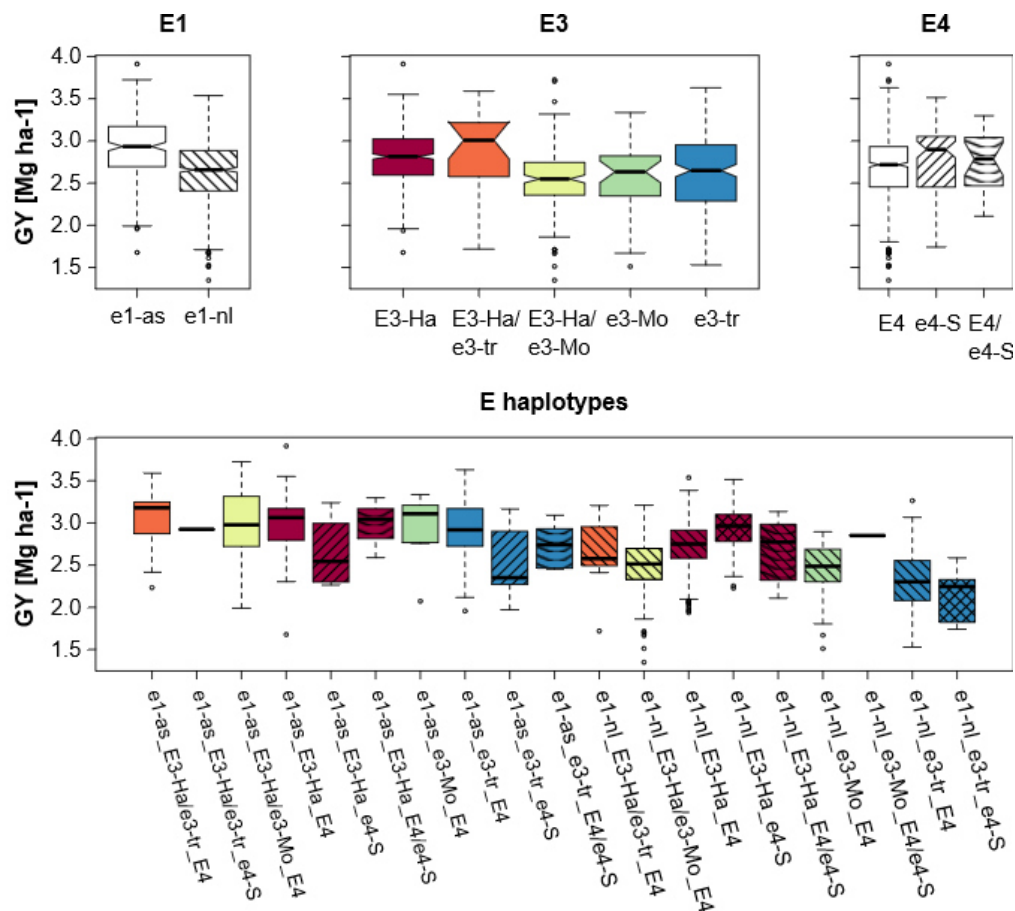 E1 E3 E4
GY [Mg ha-1]
4.0
3.5
3.0
2.5
2.0
1.5
e1-as e1-nl
E3-Ha E3-Ha/ E3-Ha/ e3-Mo e3-tr
e3-tr e3-Mo
E4 e4-S E4/
e4-S
E haplotypes
GY [Mg ha-1]
4.0
3.5
3.0
2.5
2.0
1.5
e1-as_E3-Ha/e3-tr_E4
e1-as_E3-Ha/e3-tr_e4-S
e1-as_E3-Ha/e3-Mo_E4
e1-as_E3-Ha_E4
e1-as_E3-Ha_e4-S
e1-as_E3-Ha_E4/e4-S
e1-as_e3-Mo_E4
e1-as_e3-tr_E4
e1-as_e3-tr_e4-S
e1-as_e3-tr_E4/e4-S
e1-nl_E3-Ha/e3-tr_E4
e1-nl_E3-Ha/e3-Mo_E4
e1-nl_E3-Ha_E4
e1-nl_E3-Ha_e4-S
e1-nl_E3-Ha_E4/e4-S
e1-nl_e3-Mo_E4
e1-nl_e3-Mo_E4/e4-S
e1-nl_e3-tr_E4
e1-nl_e3-tr_e4-S